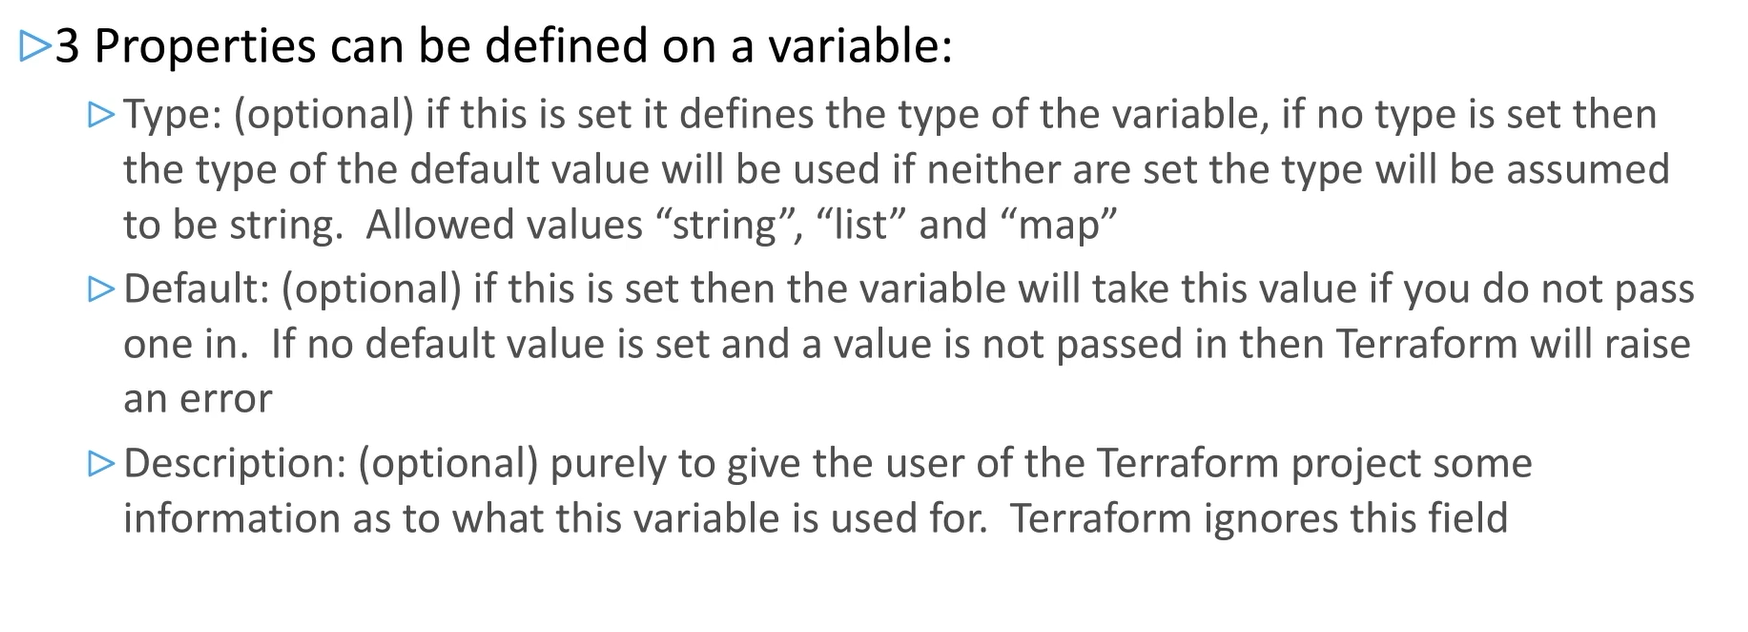 3 Properties can be defined on a variable:
Type: (optional) if this is set it defines the type of the variable, if no type is set then
the type of the default value will be used if neither are set the type will be assumed
to be string.  Allowed values “string”, “list” and “map”
Default: (optional) if this is set then the variable will take this value if you do not pass
one in.  If no default value is set and a value is not passed in then Terraform will raise
an error
Description: (optional) purely to give the user of the Terraform project some
information as to what this variable is used for.  Terraform ignores this field